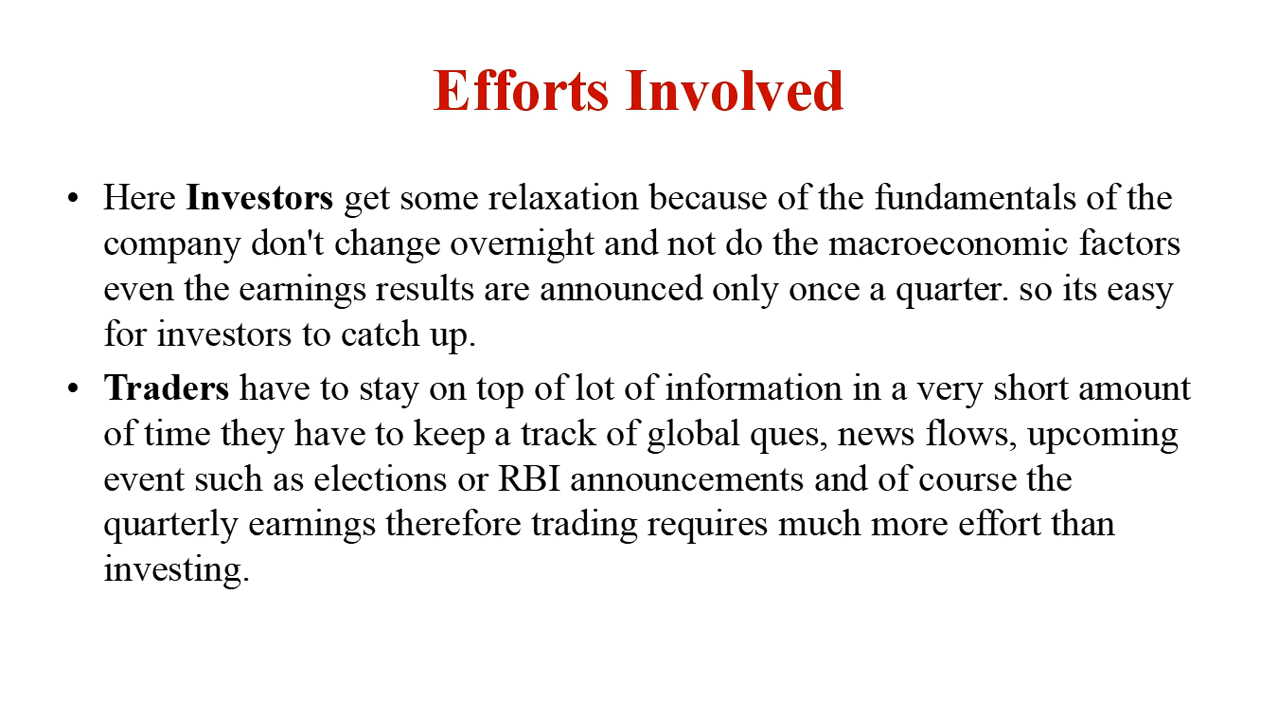 Efforts Involved
• Here Investors get some relaxation because of the fundamentals of the
company don't change overnight and not do the macroeconomic factors
even the earnings results are announced only once a quarter. so its easy
for investors to catch up.
• Traders have to stay on top of lot of information in a very short amount
of time they have to keep a track of global ques, news flows, upcoming
event such as elections or RBI announcements and of course the
quarterly earnings therefore trading requires much more effort than
investing.